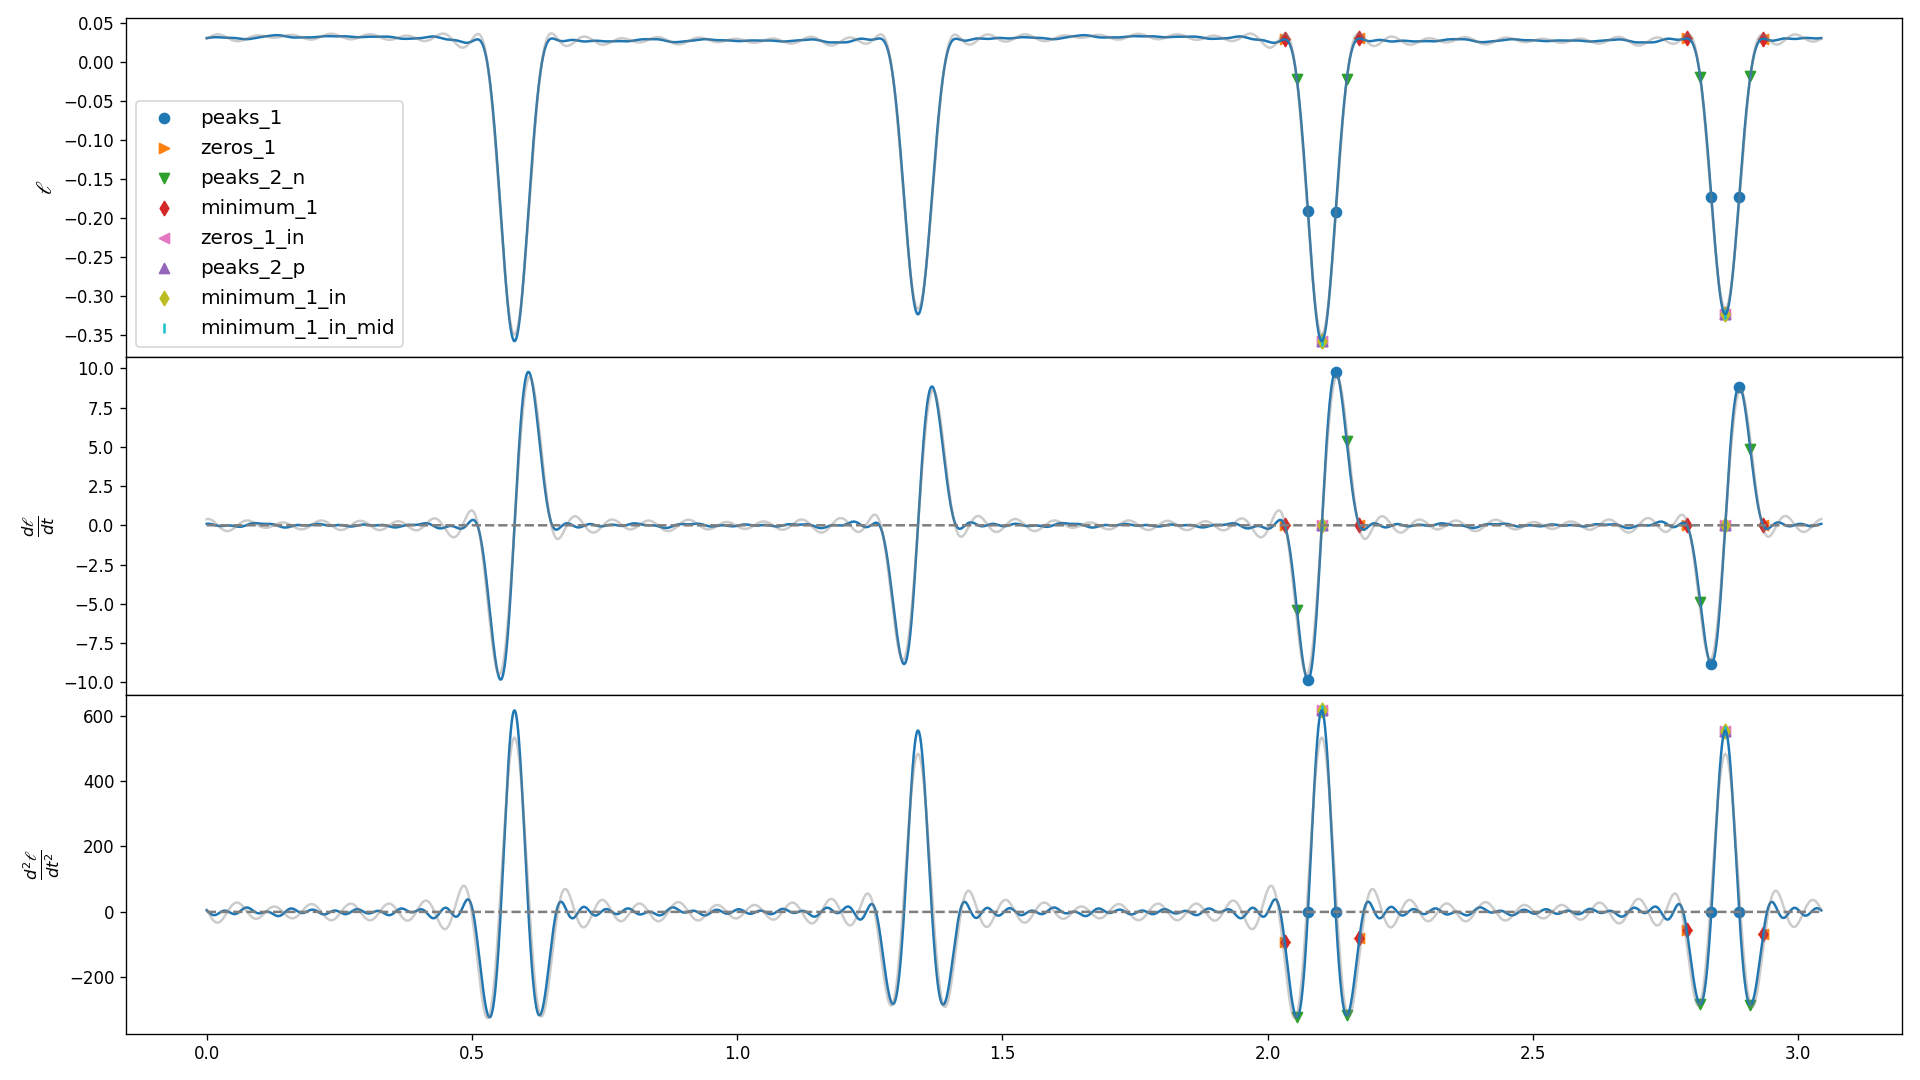 0.05
0.00
−0.05
−0.10
−0.15
−0.20
−0.25
−0.30
−0.35
ℓ
peaks_1
zeros_1
peaks_2_n
minimum_1
zeros_1_in
peaks_2_p
minimum_1_in
minimum_1_in_mid
10.0
7.5
5.0
2.5
0.0
−2.5
−5.0
−7.5
−10.0
dℓ
dt
600
400
200
0
−200
d²ℓ
dt²
0.0 0.5 1.0 1.5 2.0 2.5 3.0